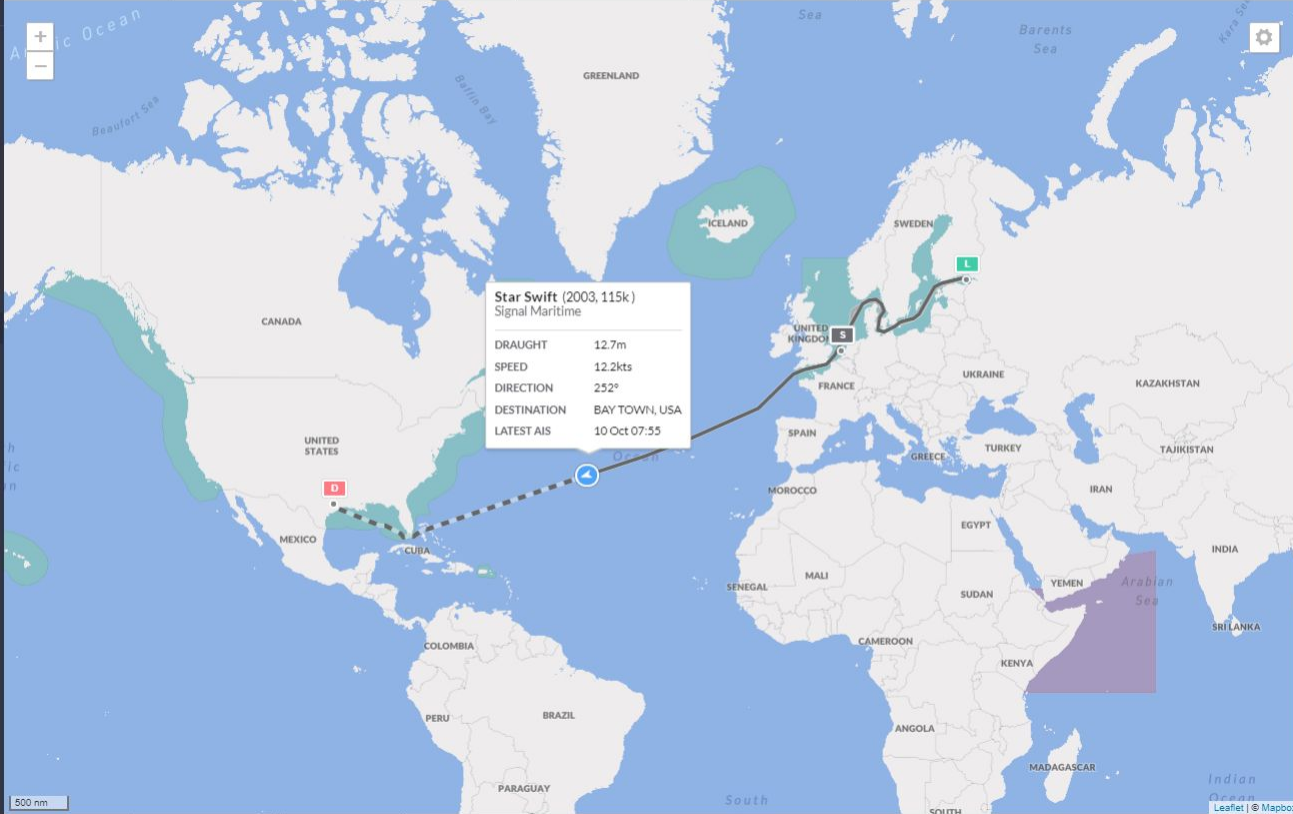 Arctic Ocean
Sea
Barents
Sea
Kara Sea
+
−
GREENLAND
Baffin Bay
Beaufort Sea
ICELAND
SWEDEN
L
Star Swift (2003, 115k)
Signal Maritime
DRAUGHT 12.7m
SPEED 12.2kts
DIRECTION 252°
DESTINATION BAY TOWN, USA
LATEST AIS 10 Oct 07:55
CANADA
UNITED
KINGDOM
S
FRANCE
UKRAINE
KAZAKHSTAN
UNITED
STATES
SPAIN
GREECE
TURKEY
TAJIKISTAN
Ocean
D
MOROCCO
IRAN
EGYPT
MEXICO
CUBA
INDIA
MALI
SENEGAL
SUDAN
YEMEN
Arabian
Sea
SRI LANKA
COLOMBIA
CAMEROON
KENYA
PERU
BRAZIL
ANGOLA
MADAGASCAR
PARAGUAY
South
Indian
Ocean
SOUTH
500 nm
Leaflet | © Mapbox